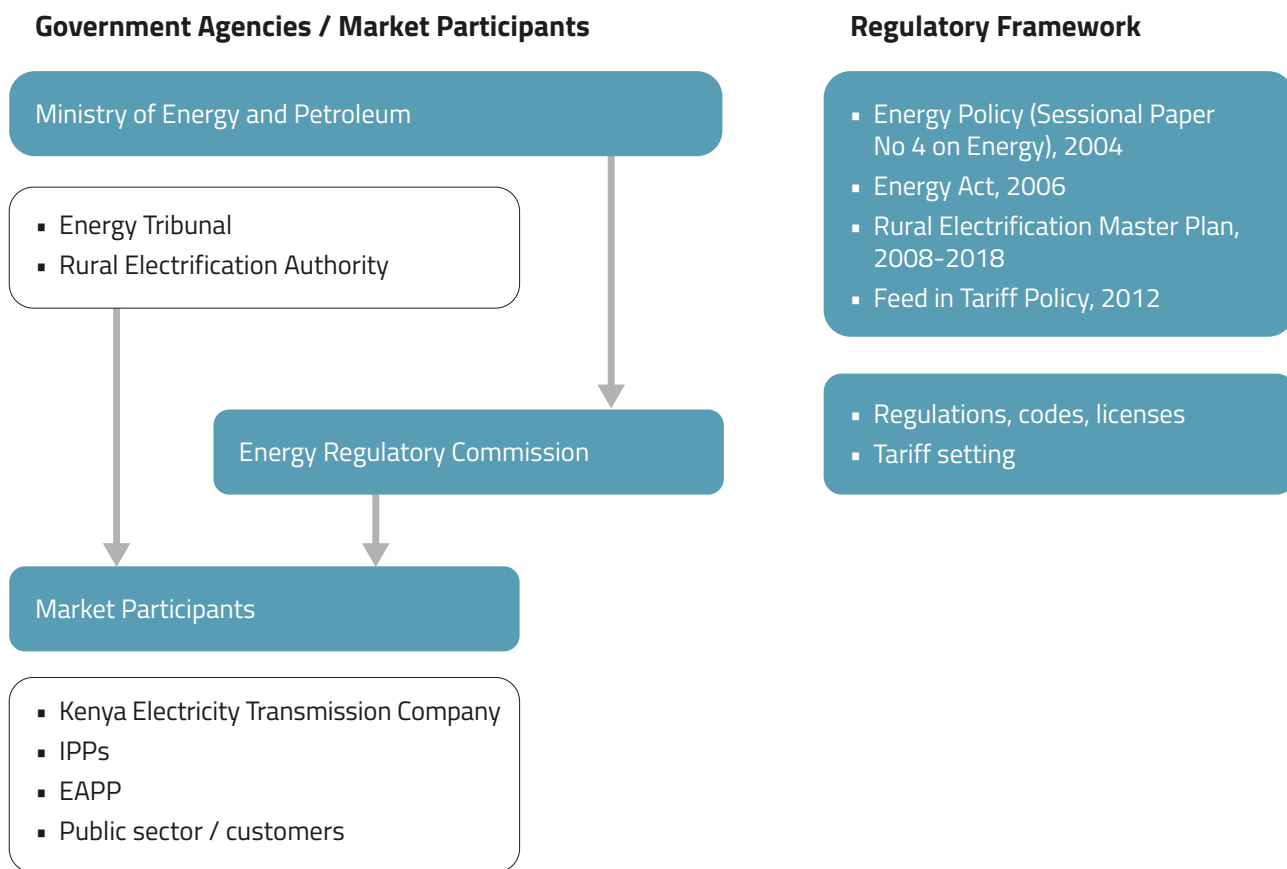 Government Agencies / Market Participants
Ministry of Energy and Petroleum
▪ Energy Tribunal
▪ Rural Electrification Authority
Energy Regulatory Commission
Market Participants
▪ Kenya Electricity Transmission Company
▪ IPPs
▪ EAPP
▪ Public sector / customers
Regulatory Framework
▪ Energy Policy (Sessional Paper
No 4 on Energy), 2004
▪ Energy Act, 2006
▪ Rural Electrification Master Plan,
2008-2018
▪ Feed in Tariff Policy, 2012
▪ Regulations, codes, licenses
▪ Tariff setting